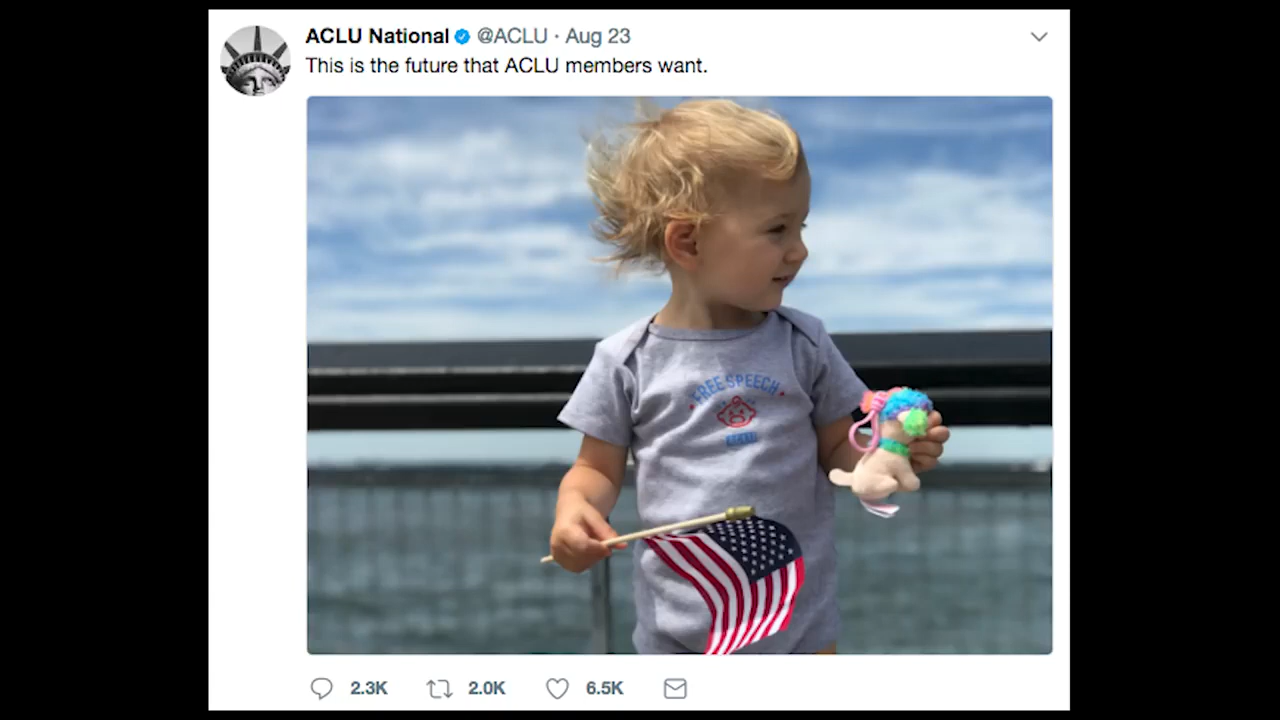 ACLU National @ACLU · Aug 23
This is the future that ACLU members want.
FREE SPEECH
2.3K 2.0K 6.5K